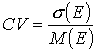 CV = σ(E) / M(E)